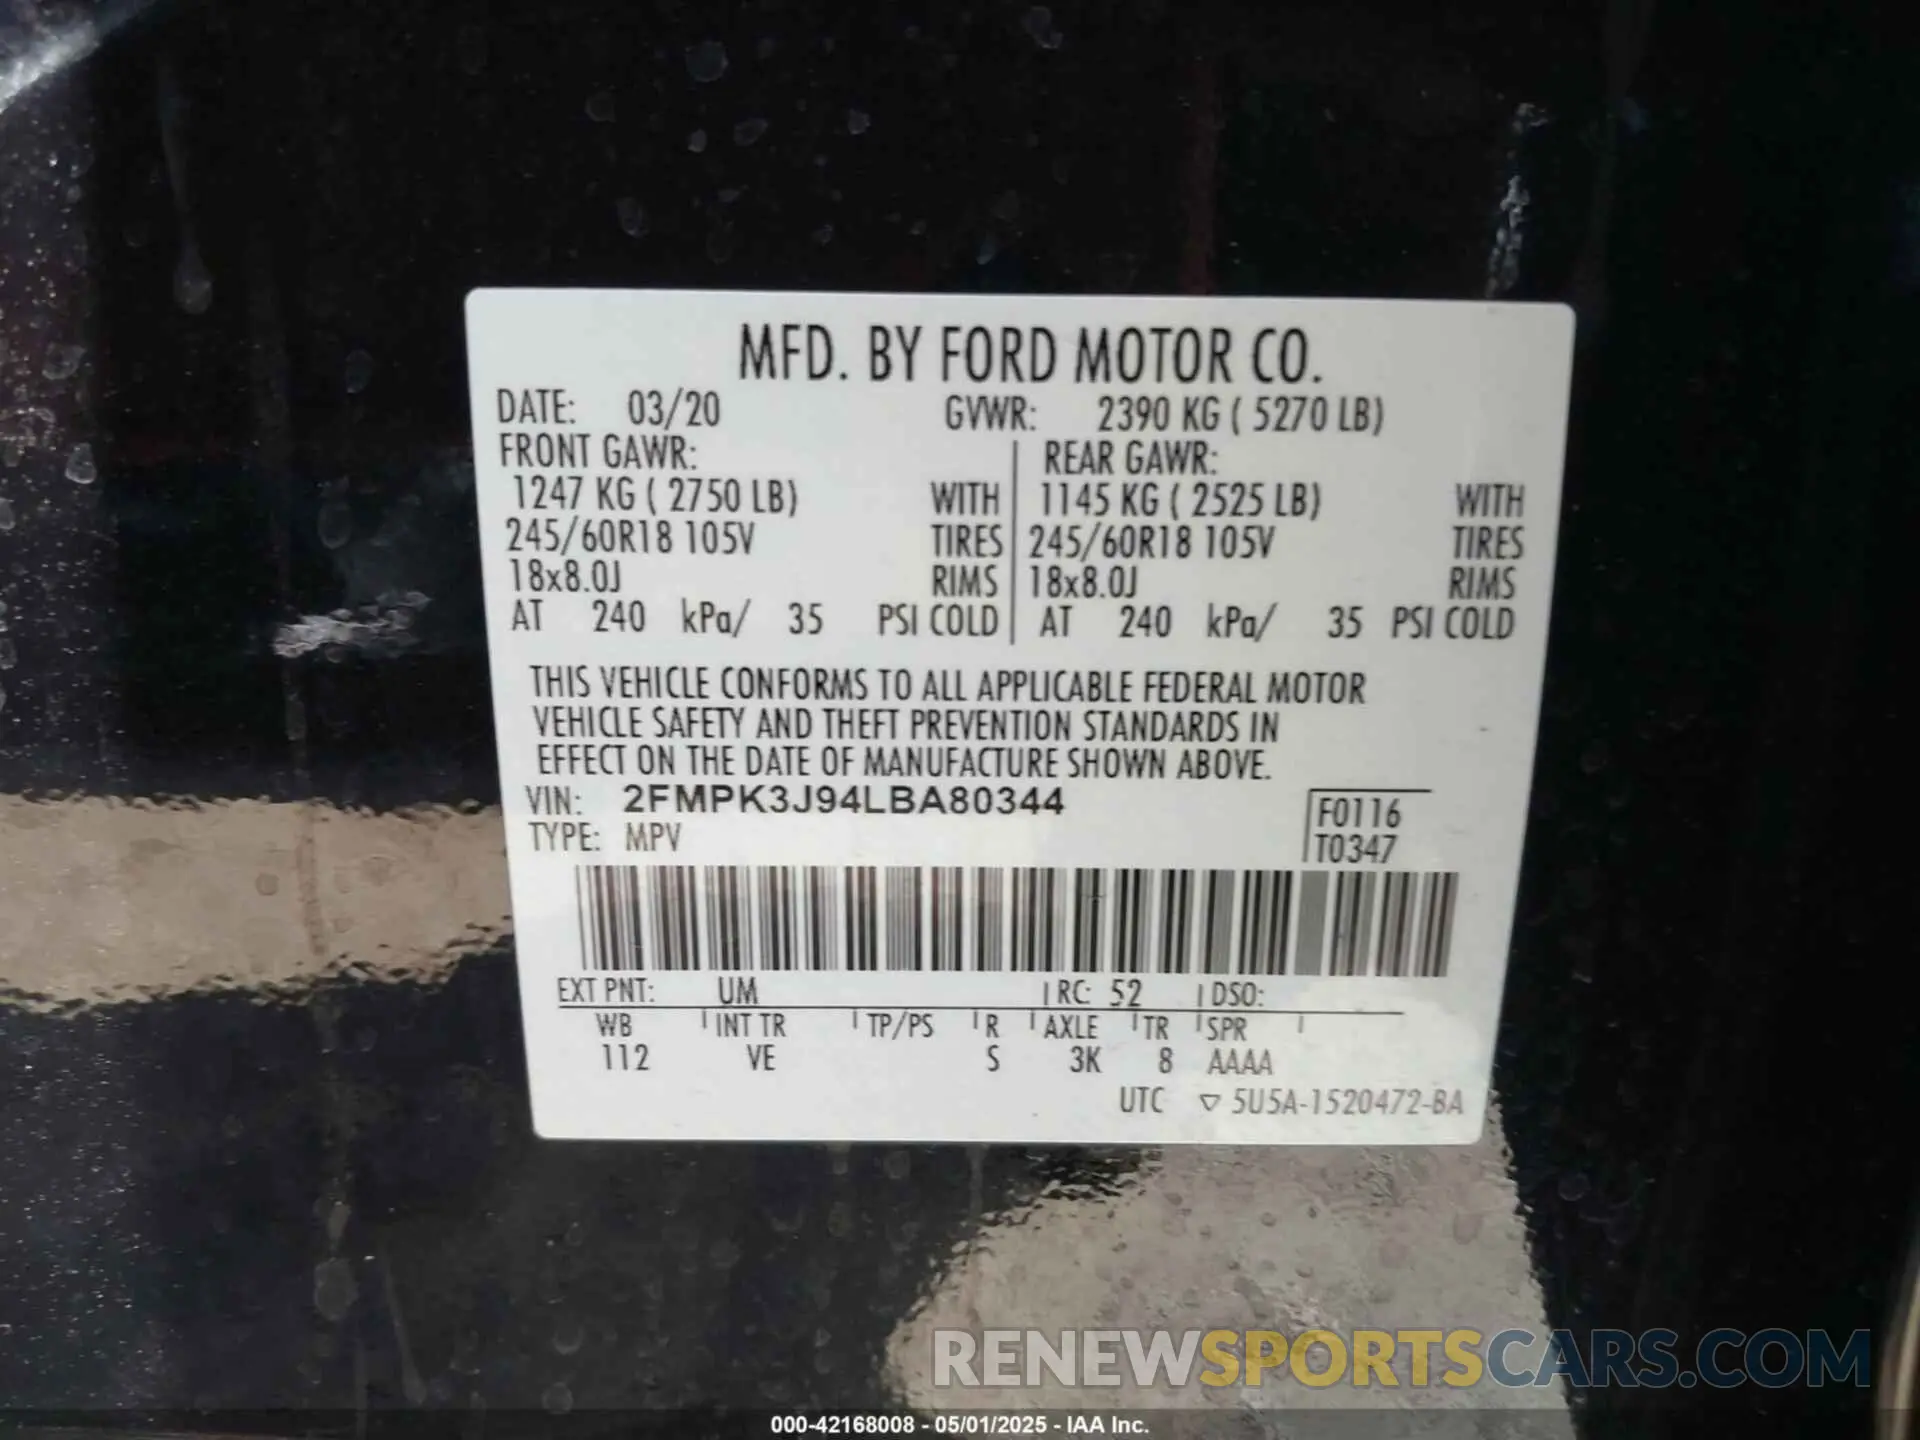 MFD. BY FORD MOTOR CO.
DATE: 03/20 GVWR: 2390 KG ( 5270 LB)
FRONT GAWR: REAR GAWR:
1247 KG ( 2750 LB) WITH 1145 KG ( 2525 LB) WITH
245/60R18 105V TIRES 245/60R18 105V TIRES
18x8.0J RIMS 18x8.0J RIMS
AT 240 kPa/ 35 PSI COLD AT 240 kPa/ 35 PSI COLD
THIS VEHICLE CONFORMS TO ALL APPLICABLE FEDERAL MOTOR
VEHICLE SAFETY AND THEFT PREVENTION STANDARDS IN
EFFECT ON THE DATE OF MANUFACTURE SHOWN ABOVE.
VIN: 2FMPK3J94LBA80344 F0116
TYPE: MPV T0347
EXT PNT: UM RC: 52 DSO:
WB INT TR TP/PS R AXLE TR SPR
112 VE S 3K 8 AAAA
UTC ▽ 5U5A-1520472-BA
RENEWSPORTSCARS.COM
000-42168008 - 05/01/2025 - IAA Inc.